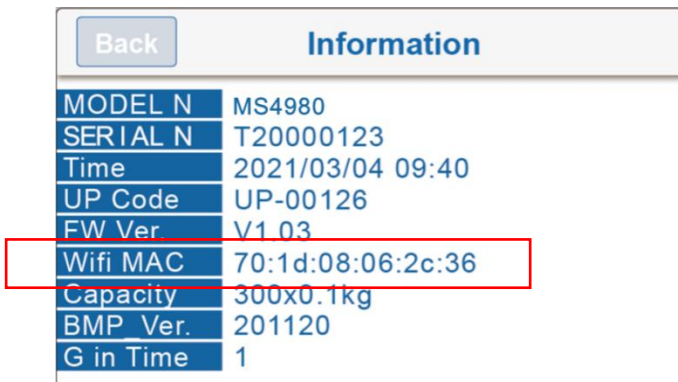 Back Information
MODEL N MS4980
SERIAL N T20000123
Time 2021/03/04 09:40
UP Code UP-00126
FW Ver. V1.03
Wifi MAC 70:1d:08:06:2c:36
Capacity 300x0.1kg
BMP_Ver. 201120
G in Time 1